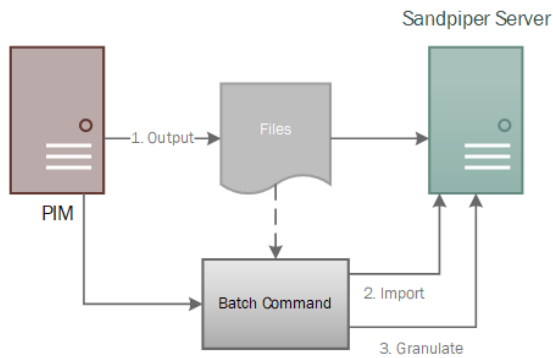 Sandpiper Server
1. Output
Files
PIM
Batch Command
2. Import
3. Granulate